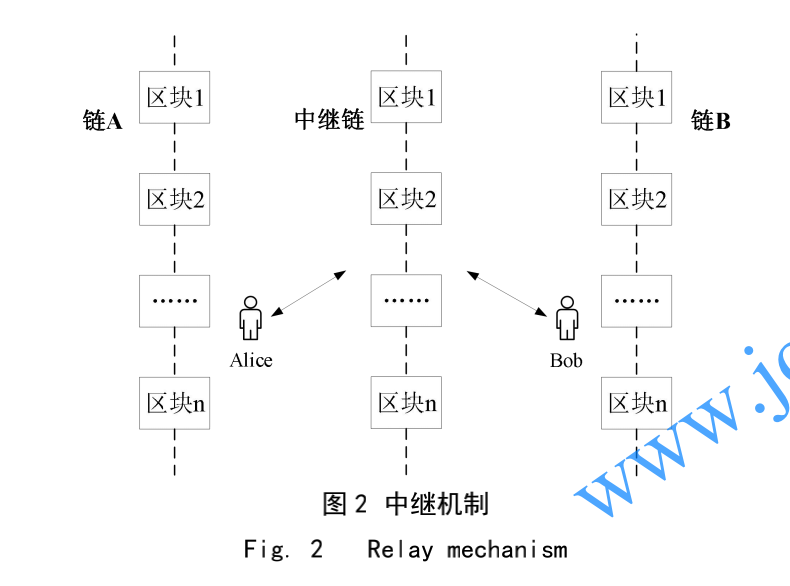 区块1 区块1 区块1
链A 中继链 链B
区块2 区块2 区块2
…… …… ……
Alice Bob
区块n 区块n 区块n
www.jo
图 2 中继机制
Fig. 2 Relay mechanism